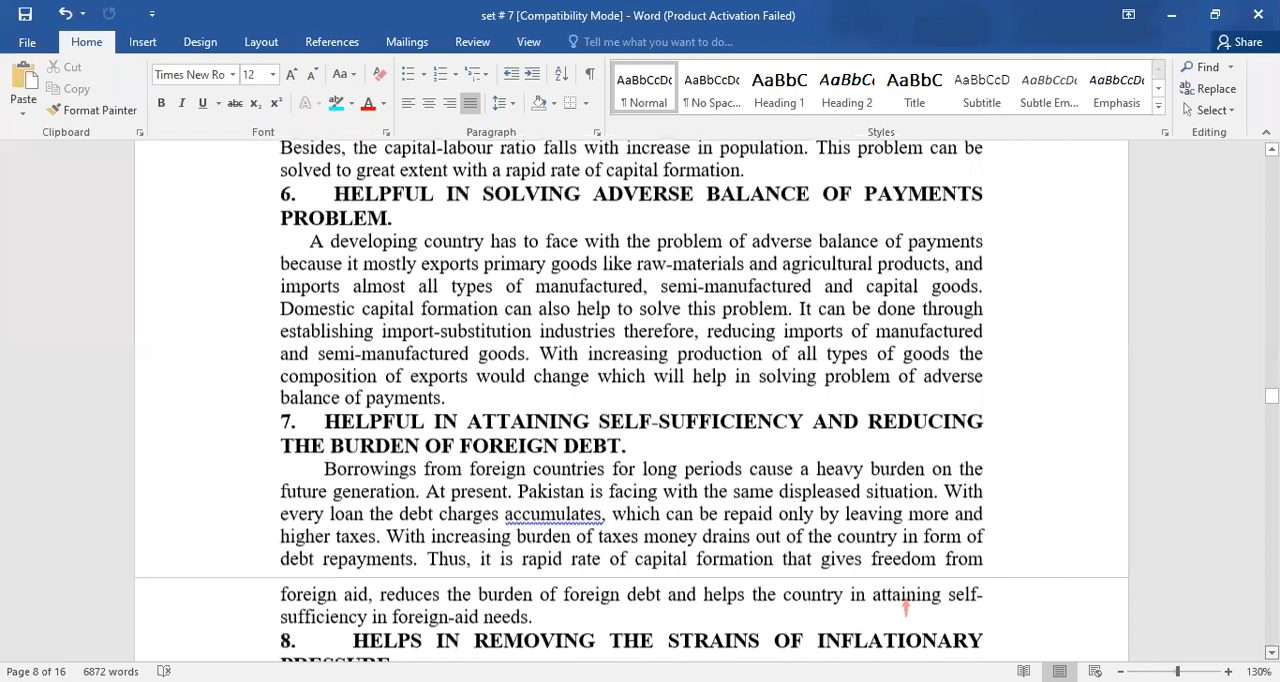 set # 7 [Compatibility Mode] - Word (Product Activation Failed)
File Home Insert Design Layout References Mailings Review View Tell me what you want to do... Share
Cut
Copy
Format Painter
Paste
Times New Ro 12
AaBbCcDc AaBbCcDc AaBbC AaBbCc AaBbC AaBbCcD AaBbCcDc AaBbCcDc
¶ Normal ¶ No Spac... Heading 1 Heading 2 Title Subtitle Subtle Em... Emphasis
Find
Replace
Select
Clipboard Font Paragraph Styles Editing
Besides, the capital-labour ratio falls with increase in population. This problem can be
solved to great extent with a rapid rate of capital formation.
6. HELPFUL IN SOLVING ADVERSE BALANCE OF PAYMENTS
PROBLEM.
A developing country has to face with the problem of adverse balance of payments
because it mostly exports primary goods like raw-materials and agricultural products, and
imports almost all types of manufactured, semi-manufactured and capital goods.
Domestic capital formation can also help to solve this problem. It can be done through
establishing import-substitution industries therefore, reducing imports of manufactured
and semi-manufactured goods. With increasing production of all types of goods the
composition of exports would change which will help in solving problem of adverse
balance of payments.
7. HELPFUL IN ATTAINING SELF-SUFFICIENCY AND REDUCING
THE BURDEN OF FOREIGN DEBT.
Borrowings from foreign countries for long periods cause a heavy burden on the
future generation. At present. Pakistan is facing with the same displeased situation. With
every loan the debt charges accumulates, which can be repaid only by leaving more and
higher taxes. With increasing burden of taxes money drains out of the country in form of
debt repayments. Thus, it is rapid rate of capital formation that gives freedom from
foreign aid, reduces the burden of foreign debt and helps the country in attaining self-
sufficiency in foreign-aid needs.
8. HELPS IN REMOVING THE STRAINS OF INFLATIONARY
PRESSURE
Page 8 of 16 6872 words 130%